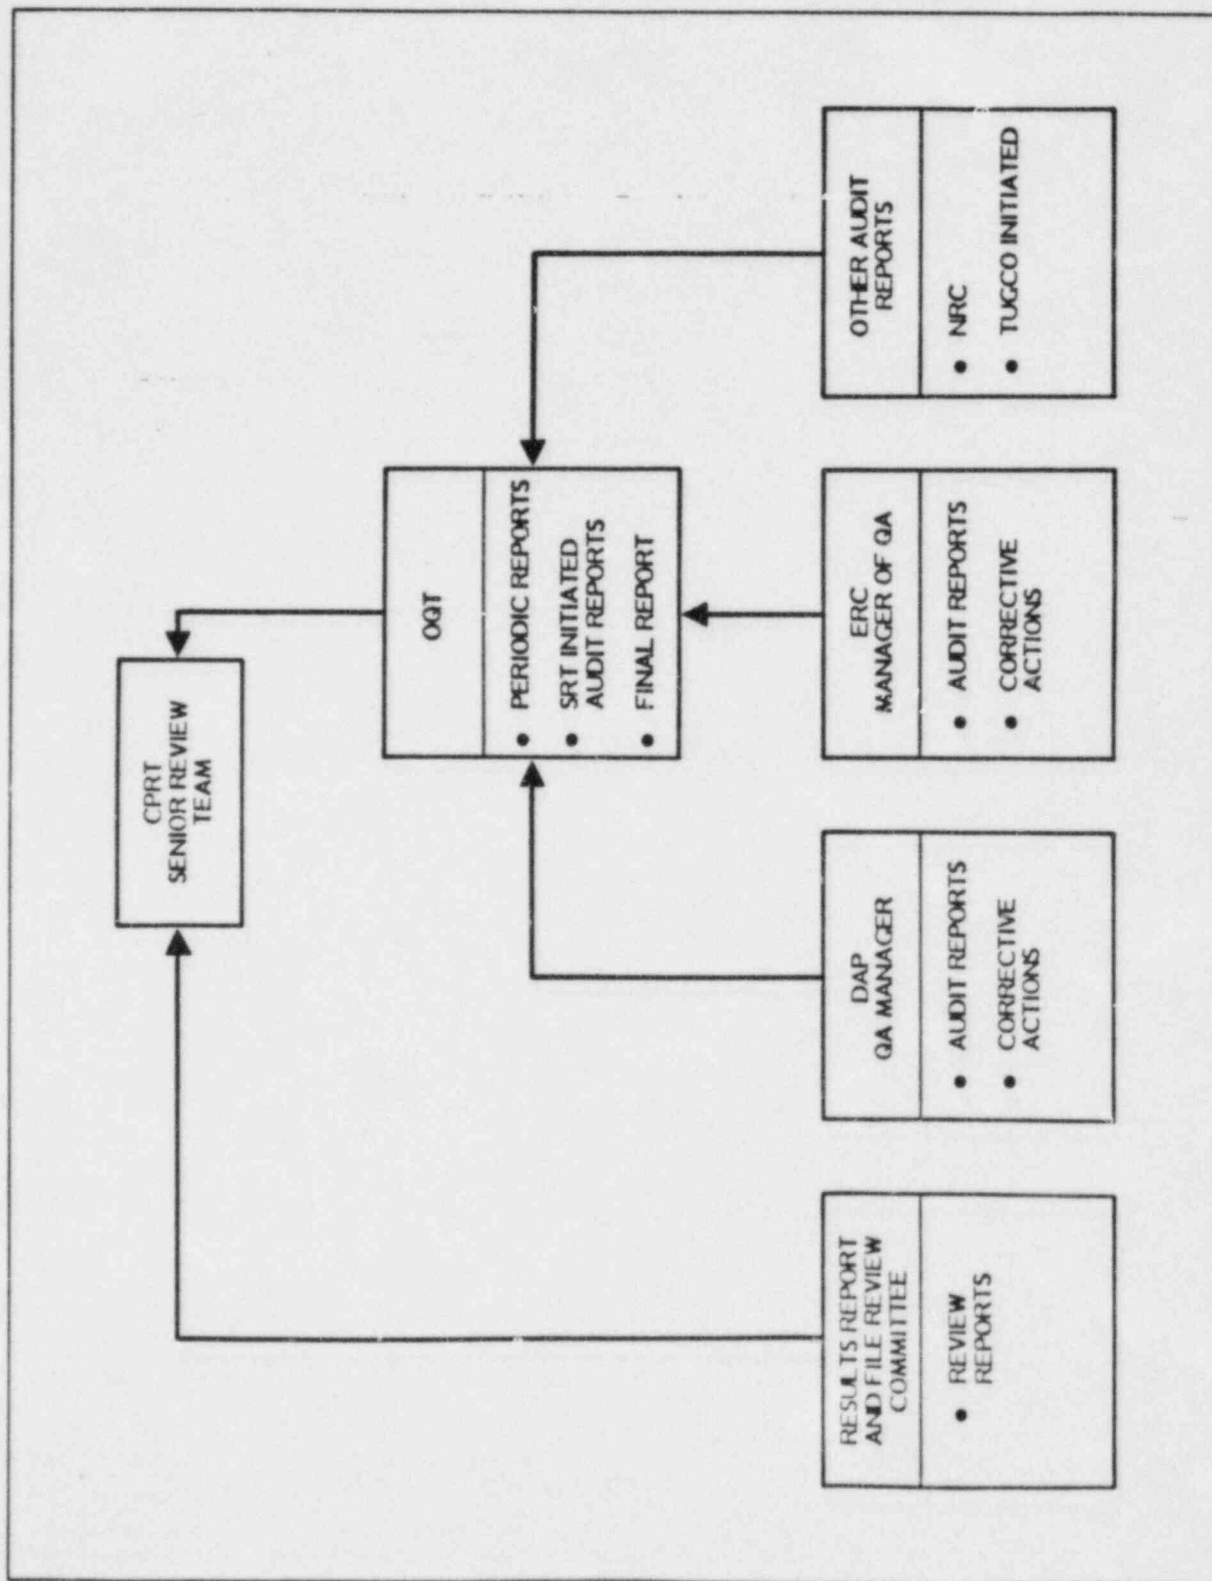 CPRT
SENIOR REVIEW
TEAM
OQT
• PERIODIC REPORTS
• SRT INITIATED
AUDIT REPORTS
• FINAL REPORT
RESULTS REPORT
AND FILE REVIEW
COMMITTEE
• REVIEW
REPORTS
DAP
QA MANAGER
• AUDIT REPORTS
• CORRECTIVE
ACTIONS
ERC
MANAGER OF QA
• AUDIT REPORTS
• CORRECTIVE
ACTIONS
OTHER AUDIT
REPORTS
• NRC
• TUGCO INITIATED